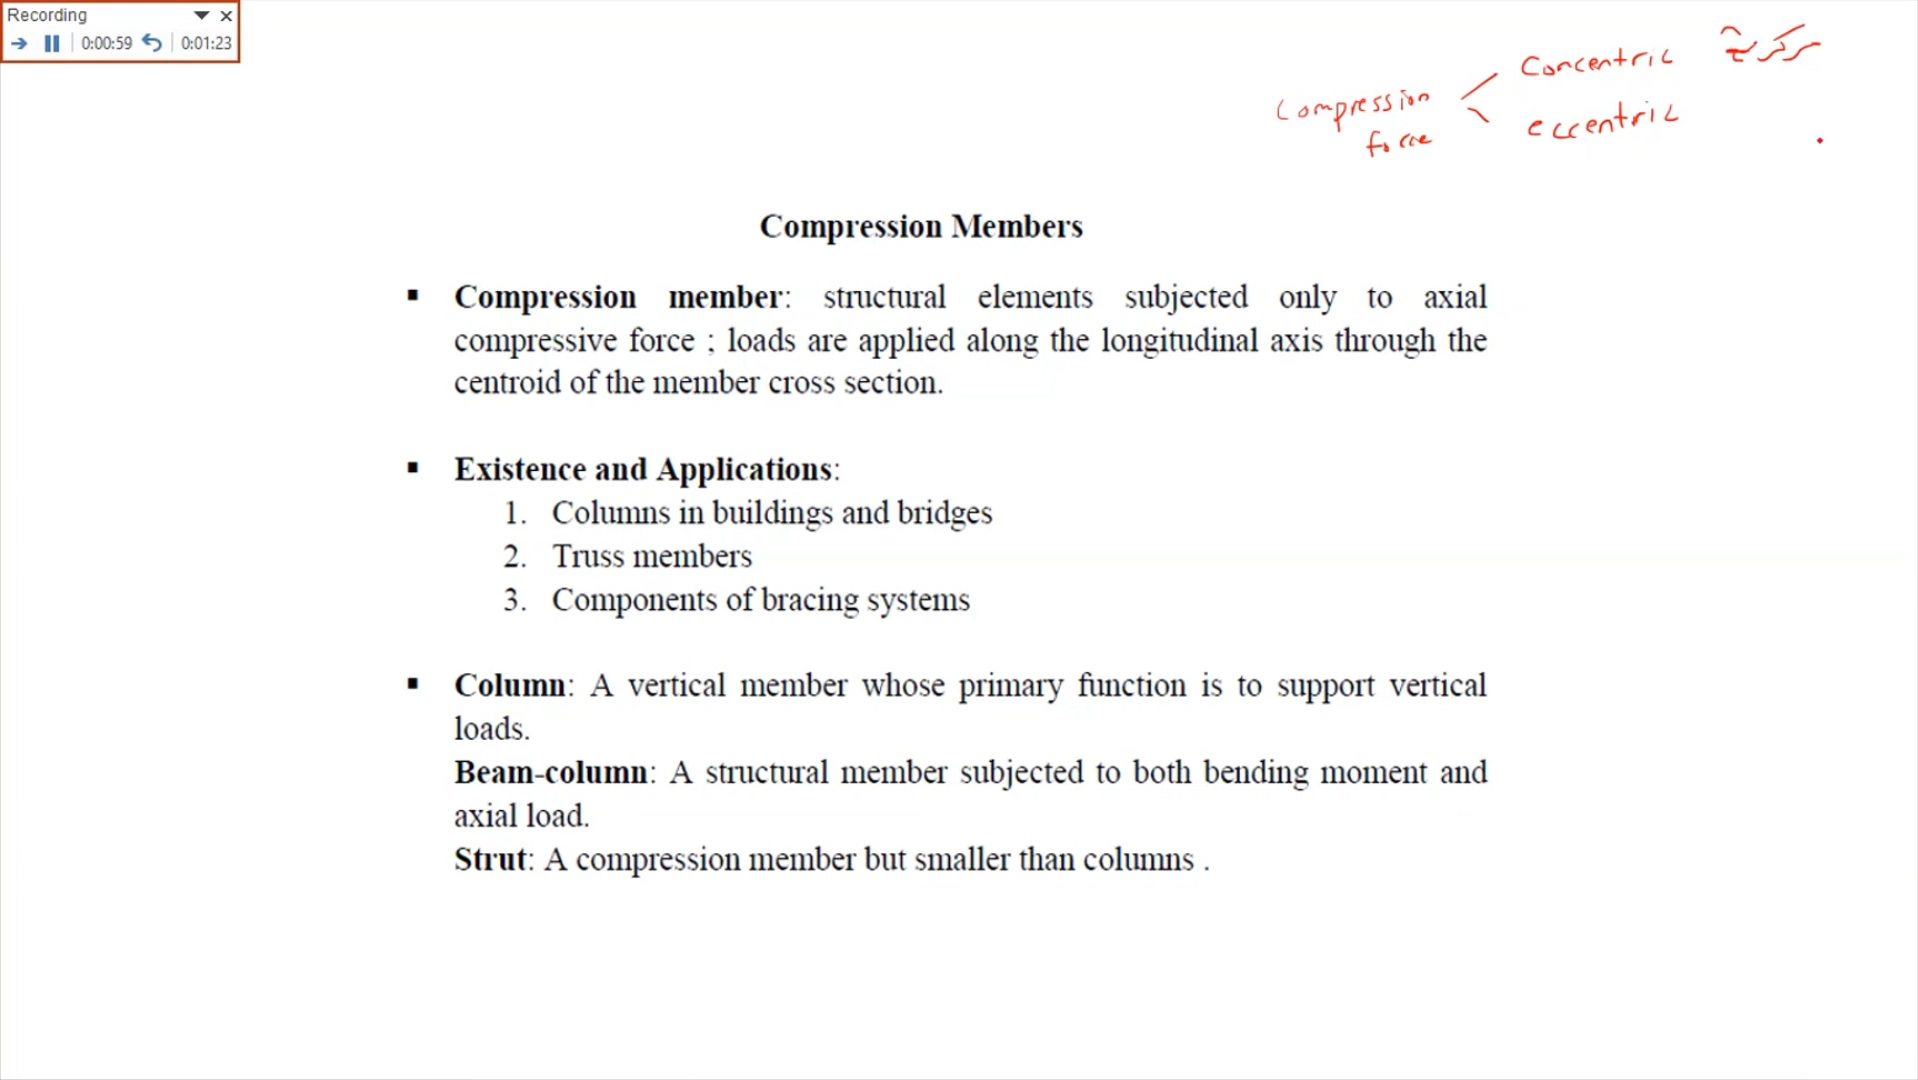 Recording
0:00:59 0:01:23
Concentric مركزية
Compression
force
eccentric
Compression Members
▪ Compression member: structural elements subjected only to axial
compressive force ; loads are applied along the longitudinal axis through the
centroid of the member cross section.
▪ Existence and Applications:
1. Columns in buildings and bridges
2. Truss members
3. Components of bracing systems
▪ Column: A vertical member whose primary function is to support vertical
loads.
Beam-column: A structural member subjected to both bending moment and
axial load.
Strut: A compression member but smaller than columns .